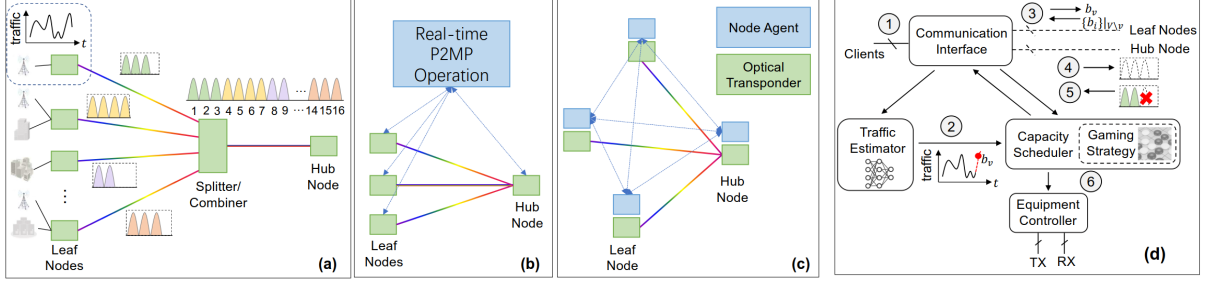 traffic
t
1 2 3 4 5 6 7 8 9 ⋯ 14 15 16
Splitter/
Combiner
Hub
Node
Leaf
Nodes
(a)
Real-time
P2MP
Operation
Hub
Node
Leaf
Nodes
(b)
Node Agent
Optical
Transponder
Hub
Node
Leaf
Node
(c)
1
Clients
Communication
Interface
3
b_v
{b_i}|_{V\v}
Leaf Nodes
Hub Node
4
5
Traffic
Estimator
2
traffic
b_v
t
Capacity
Scheduler
Gaming
Strategy
6
Equipment
Controller
TX RX
(d)